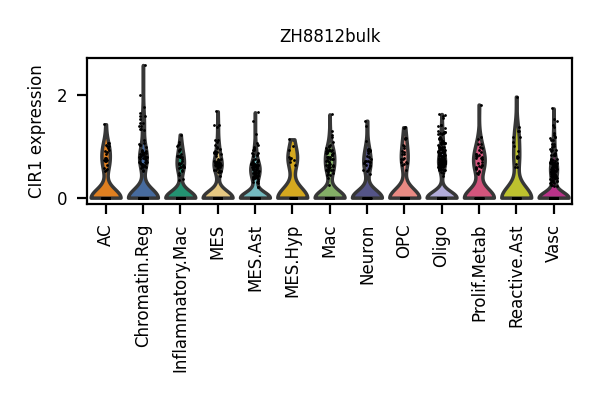 ZH8812bulk
CIR1 expression
2
0
AC
Chromatin.Reg
Inflammatory.Mac
MES
MES.Ast
MES.Hyp
Mac
Neuron
OPC
Oligo
Prolif.Metab
Reactive.Ast
Vasc